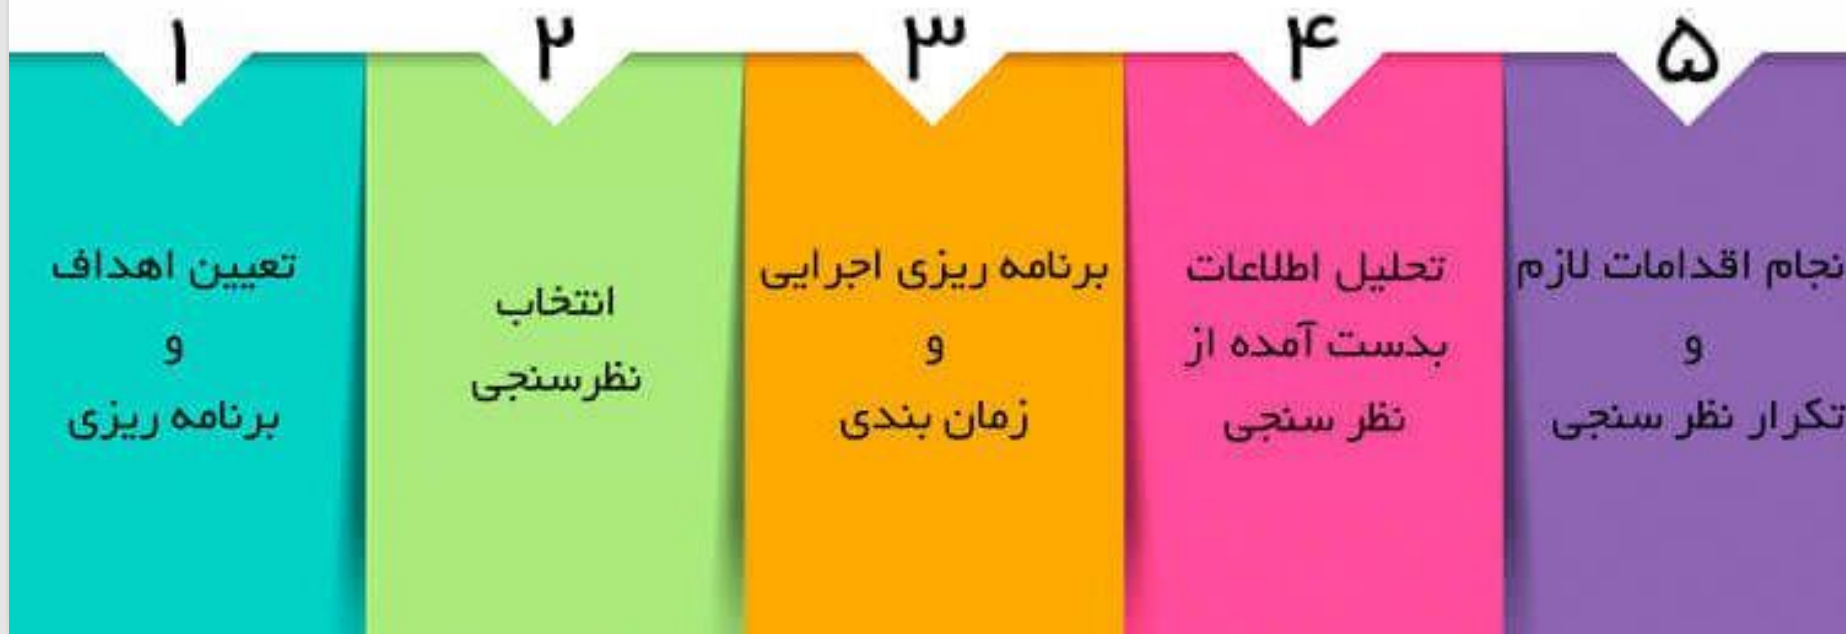 ۱
تعیین اهداف
و
برنامه ریزی
۲
انتخاب
نظرسنجی
۳
برنامه ریزی اجرایی
و
زمان بندی
۴
تحلیل اطلاعات
بدست آمده از
نظر سنجی
۵
نجام اقدامات لازم
و
تکرار نظر سنجی